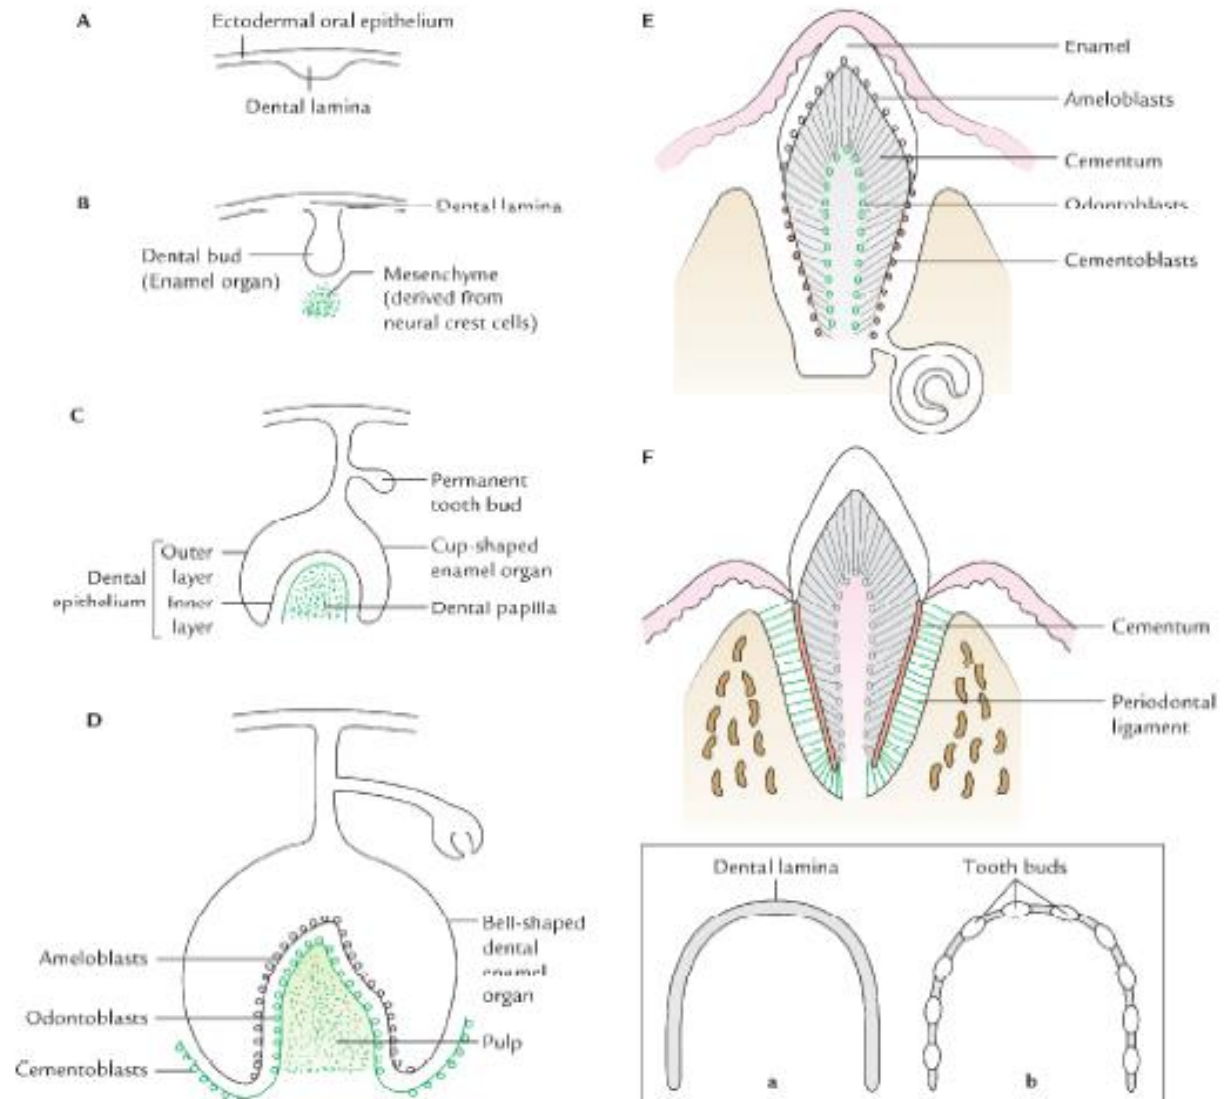 A
Ectodermal oral epithelium
Dental lamina
B
Dental lamina
Dental bud
(Enamel organ)
Mesenchyme
(derived from
neural crest cells)
C
Permanent
tooth bud
Outer
layer
Dental
epithelium
Inner
layer
Cup-shaped
enamel organ
Dental papilla
D
Ameloblasts
Odontoblasts
Cementoblasts
Bell-shaped
dental
enamel
organ
Pulp
E
Enamel
Ameloblasts
Cementum
Odontoblasts
Cementoblasts
F
Cementum
Periodontal
ligament
Dental lamina
Tooth buds
a
b